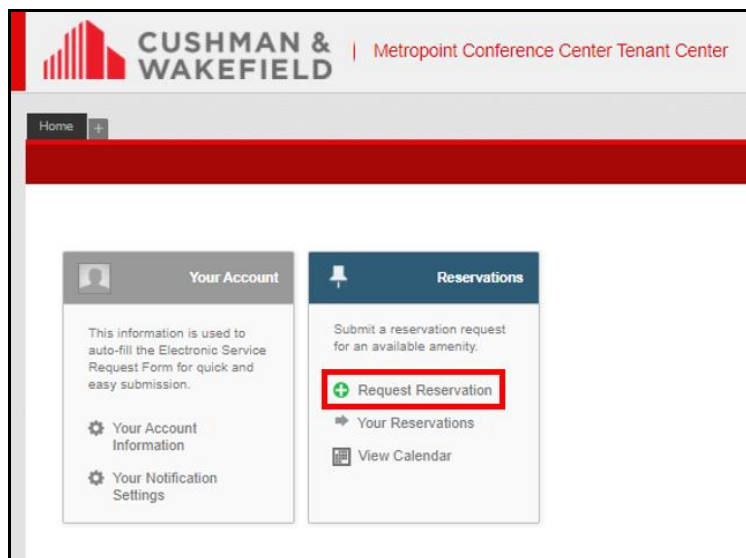 CUSHMAN &
WAKEFIELD
Metropoint Conference Center Tenant Center
Home +
Your Account
This information is used to
auto-fill the Electronic Service
Request Form for quick and
easy submission.
Your Account
Information
Your Notification
Settings
Reservations
Submit a reservation request
for an available amenity.
Request Reservation
Your Reservations
View Calendar